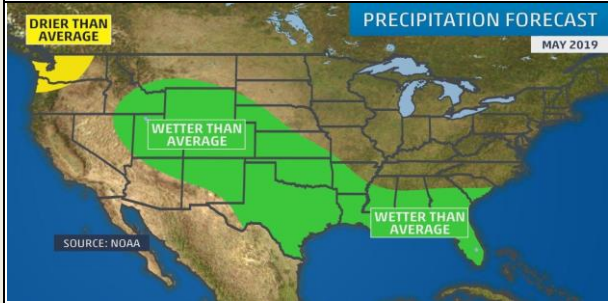 PRECIPITATION FORECAST
MAY 2019
DRIER THAN
AVERAGE
WETTER THAN
AVERAGE
WETTER THAN
AVERAGE
SOURCE: NOAA